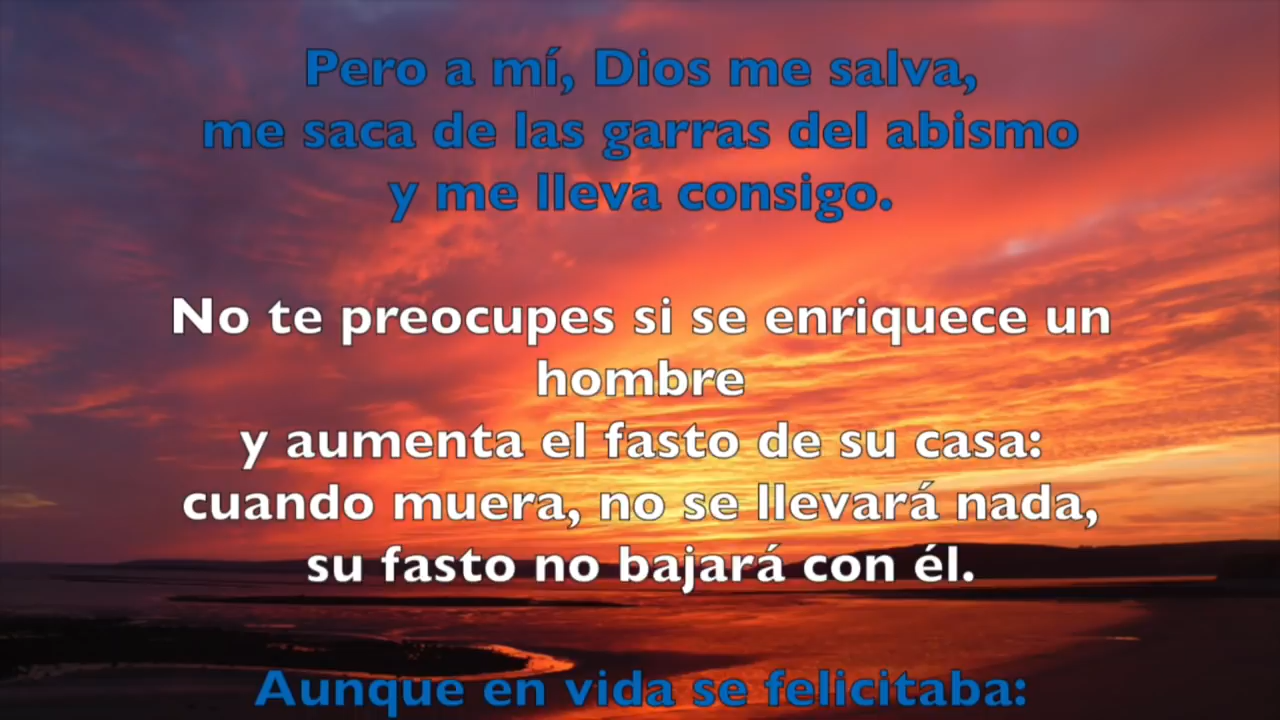 Pero a mí, Dios me salva,
me saca de las garras del abismo
y me lleva consigo.
No te preocupes si se enriquece un
hombre
y aumenta el fasto de su casa:
cuando muera, no se llevará nada,
su fasto no bajará con él.
Aunque en vida se felicitaba: